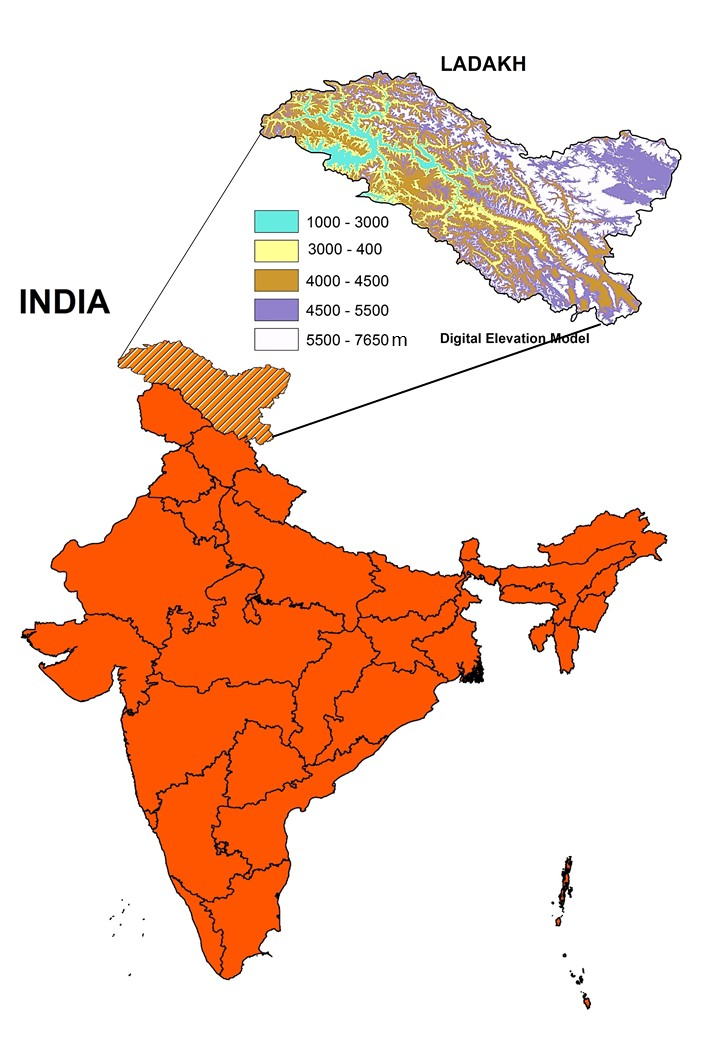 LADAKH
1000 - 3000
3000 - 400
4000 - 4500
4500 - 5500
5500 - 7650 m
Digital Elevation Model
INDIA